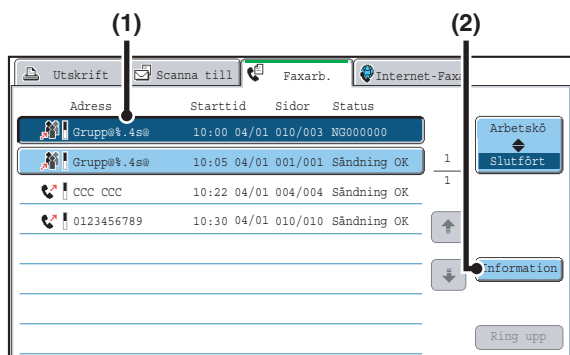 (1) (2)
Utskrift Scanna till Faxarb. Internet-Faxa
Adress Starttid Sidor Status
Grupp@%.4s@ 10:00 04/01 010/003 NG000000
Grupp@%.4s@ 10:05 04/01 001/001 Sändning OK
CCC CCC 10:22 04/01 004/004 Sändning OK
0123456789 10:30 04/01 010/010 Sändning OK
1
1
Arbetskö
Slutfört
Information
Ring upp